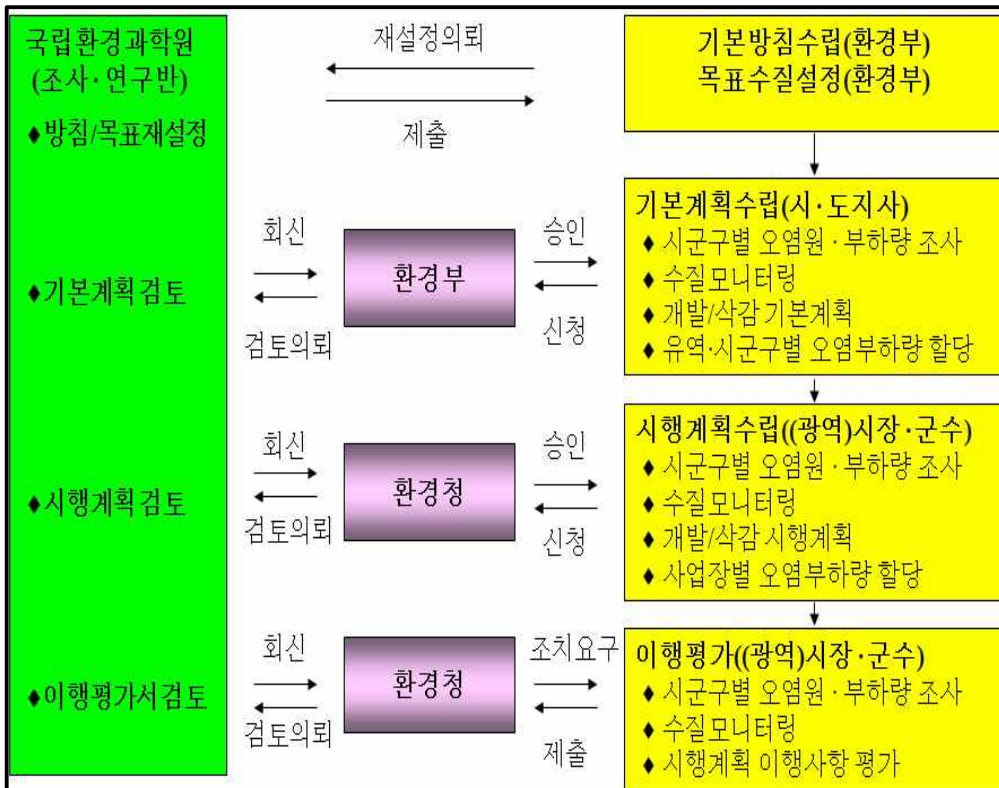 국립환경과학원
(조사·연구반)
◆방침/목표재설정
재설정의뢰
제출
기본방침수립(환경부)
목표수질설정(환경부)
◆기본계획검토
회신
검토의뢰
환경부
승인
신청
기본계획수립(시·도지사)
◆ 시군구별 오염원·부하량 조사
◆ 수질모니터링
◆ 개발/삭감 기본계획
◆ 유역·시군구별 오염부하량 할당
◆시행계획검토
회신
검토의뢰
환경청
승인
신청
시행계획수립((광역)시장·군수)
◆ 시군구별 오염원·부하량 조사
◆ 수질모니터링
◆ 개발/삭감 시행계획
◆ 사업장별 오염부하량 할당
◆이행평가서검토
회신
검토의뢰
환경청
조치요구
제출
이행평가((광역)시장·군수)
◆ 시군구별 오염원·부하량 조사
◆ 수질모니터링
◆ 시행계획 이행사항 평가